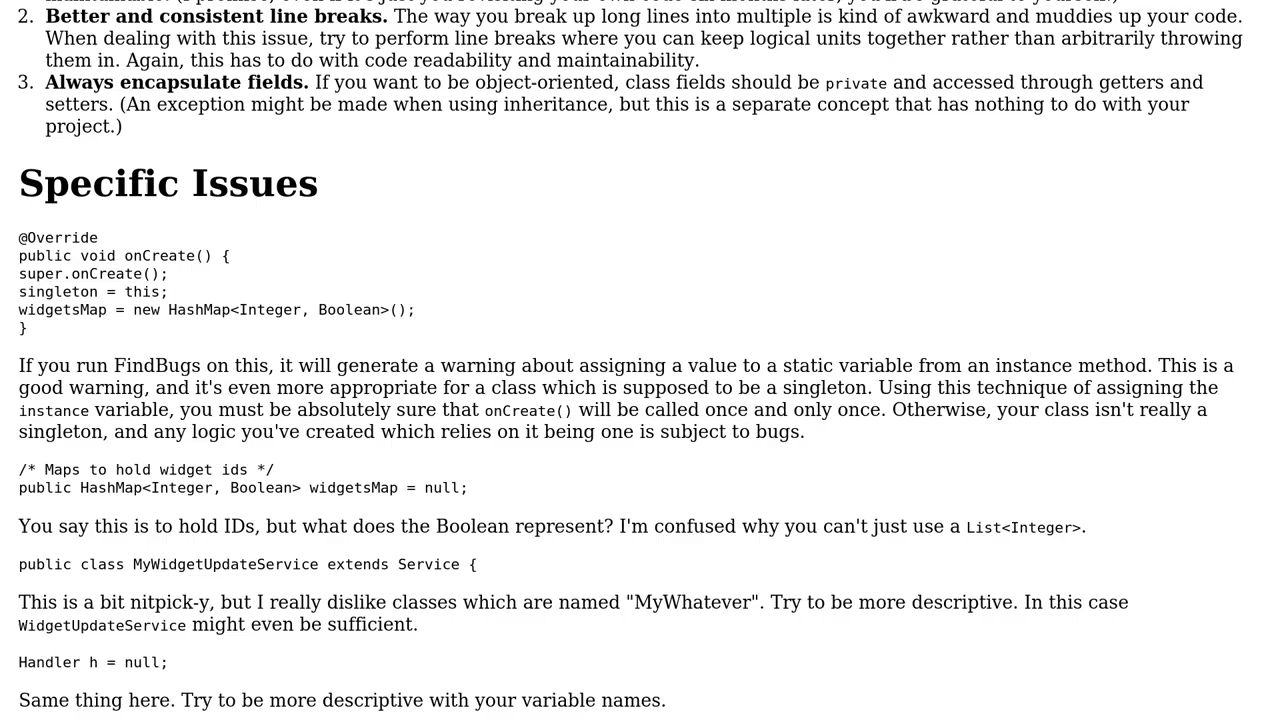 2. Better and consistent line breaks. The way you break up long lines into multiple is kind of awkward and muddies up your code.
When dealing with this issue, try to perform line breaks where you can keep logical units together rather than arbitrarily throwing
them in. Again, this has to do with code readability and maintainability.
3. Always encapsulate fields. If you want to be object-oriented, class fields should be private and accessed through getters and
setters. (An exception might be made when using inheritance, but this is a separate concept that has nothing to do with your
project.)
Specific Issues
@Override
public void onCreate() {
super.onCreate();
singleton = this;
widgetsMap = new HashMap<Integer, Boolean>();
}
If you run FindBugs on this, it will generate a warning about assigning a value to a static variable from an instance method. This is a
good warning, and it's even more appropriate for a class which is supposed to be a singleton. Using this technique of assigning the
instance variable, you must be absolutely sure that onCreate() will be called once and only once. Otherwise, your class isn't really a
singleton, and any logic you've created which relies on it being one is subject to bugs.
/* Maps to hold widget ids */
public HashMap<Integer, Boolean> widgetsMap = null;
You say this is to hold IDs, but what does the Boolean represent? I'm confused why you can't just use a List<Integer>.
public class MyWidgetUpdateService extends Service {
This is a bit nitpick-y, but I really dislike classes which are named "MyWhatever". Try to be more descriptive. In this case
WidgetUpdateService might even be sufficient.
Handler h = null;
Same thing here. Try to be more descriptive with your variable names.